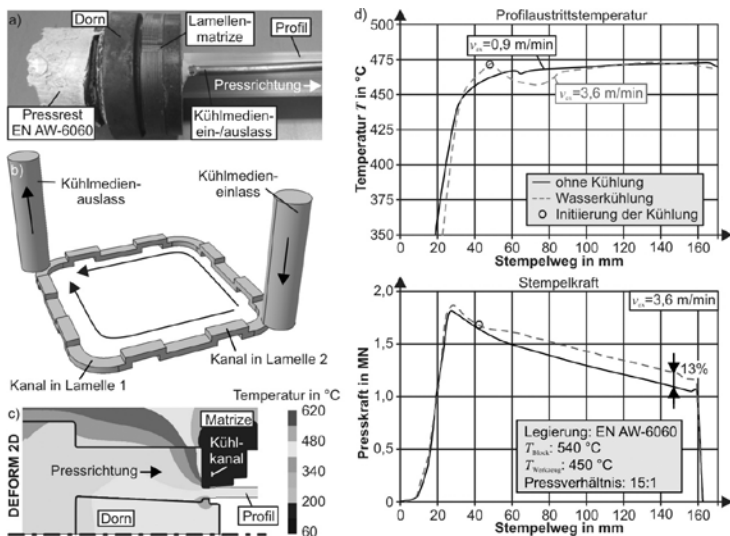 a)
Dorn
Lamellen-
matrize
Profil
Pressrichtung
Pressrest
EN AW-6060
Kühlmedien-
ein-/auslass
b)
Kühlmedien-
auslass
Kühlmedien-
einlass
Kanal in Lamelle 2
Kanal in Lamelle 1
Temperatur in °C
c)
DEFORM 2D
Pressrichtung
Matrize
Kühl-
kanal
Profil
Dorn
620
480
340
200
60
d)
Profilaustrittstemperatur
Temperatur T in °C
500
475
450
425
400
375
350
vₑₓ=0,9 m/min
vₑₓ=3,6 m/min
ohne Kühlung
Wasserkühlung
Initiierung der Kühlung
0 20 40 60 80 100 120 140 160
Stempelweg in mm
Stempelkraft
Presskraft in MN
2,0
1,5
1,0
0,5
0
vₑₓ=3,6 m/min
13%
Legierung: EN AW-6060
T Block: 540 °C
T Werkzeug: 450 °C
Pressverhältnis: 15:1
0 20 40 60 80 100 120 140 160
Stempelweg in mm